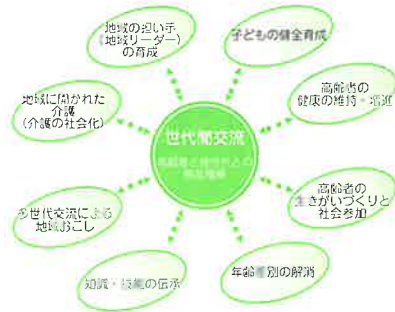 地域の担い手
(地域リーダー)
の育成
子どもの健全育成
地域に開かれた
介護
(介護の社会化)
高齢者の
健康の維持・増進
世代間交流
高齢者と他世代との
相互理解
多世代交流による
地域おこし
高齢者の
生きがいづくりと
社会参加
知識・技能の伝承
年齢差別の解消